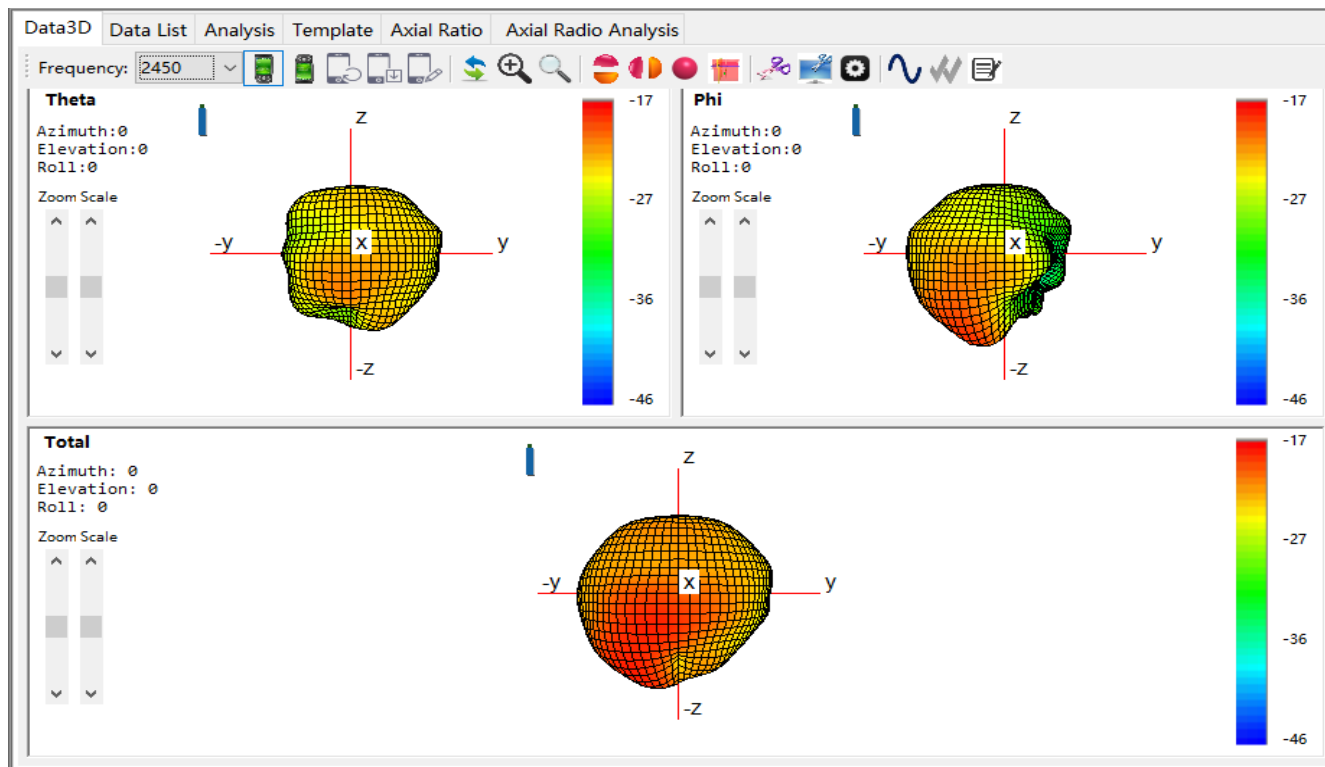 Data3D Data List Analysis Template Axial Ratio Axial Radio Analysis
Frequency: 2450
Theta
Azimuth:0
Elevation:0
Roll:0
Zoom Scale
z
-y
x
y
-z
-17
-27
-36
-46
Phi
Azimuth:0
Elevation:0
Roll:0
Zoom Scale
z
-y
x
y
-z
-17
-27
-36
-46
Total
Azimuth: 0
Elevation: 0
Roll: 0
Zoom Scale
z
-y
x
y
-z
-17
-27
-36
-46